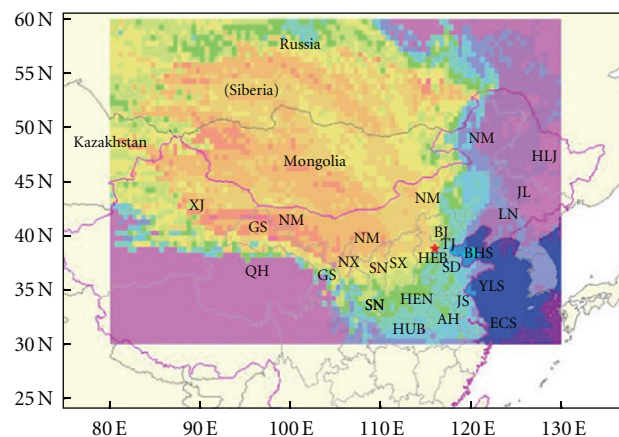 60 N
Russia
55 N
(Siberia)
50 N
NM
Kazakhstan
HLJ
Mongolia
45 N
JL
XJ
NM
LN
NM
GS
40 N
NM
BJ
TJ
BHS
HEB
NX
SN
SX
SD
QH
GS
35 N
YLS
SN
HEN
JS
AH
ECS
HUB
30 N
25 N
80 E 90 E 100 E 110 E 120 E 130 E